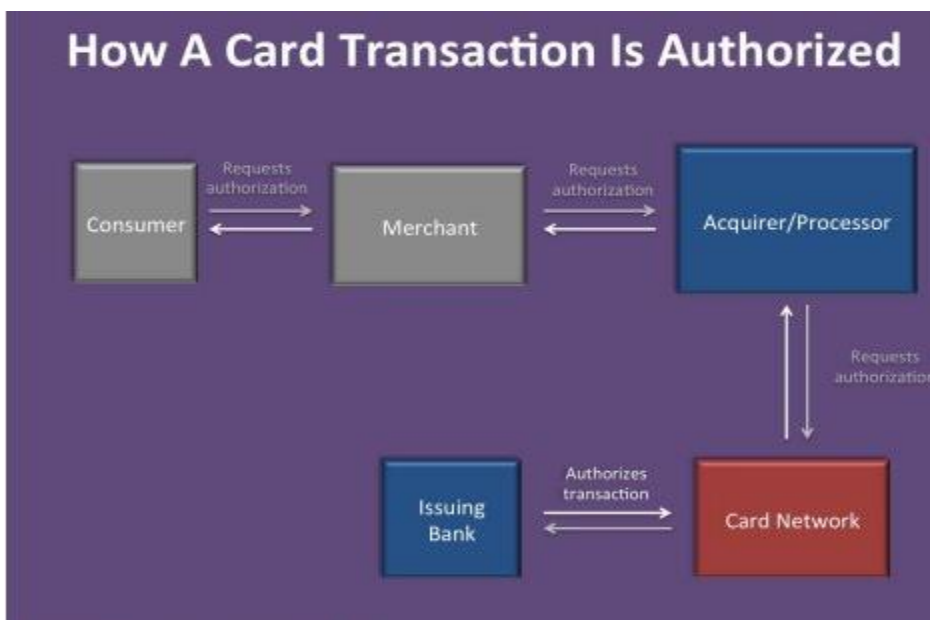 How A Card Transaction Is Authorized
Requests
authorization
Requests
authorization
Consumer
Merchant
Acquirer/Processor
Requests
authorization
Authorizes
transaction
Issuing
Bank
Card Network